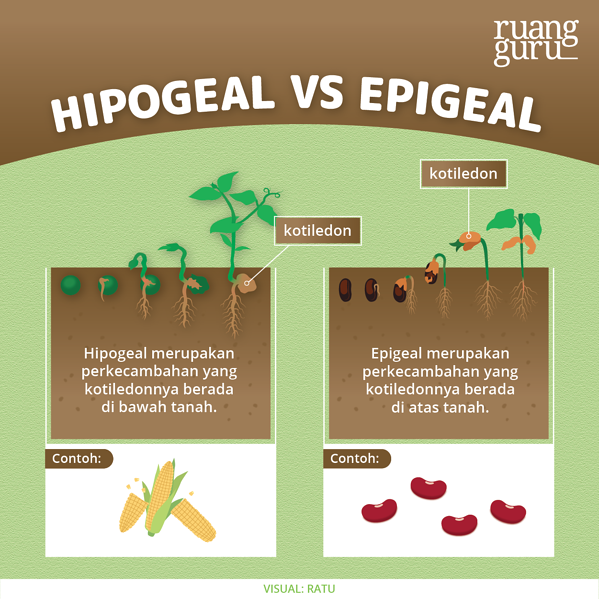 ruang
guru
HIPOGEAL VS EPIGEAL
kotiledon
kotiledon
Hipogeal merupakan
perkecambahan yang
kotiledonnya berada
di bawah tanah.
Epigeal merupakan
perkecambahan yang
kotiledonnya berada
di atas tanah.
Contoh:
Contoh:
VISUAL: RATU